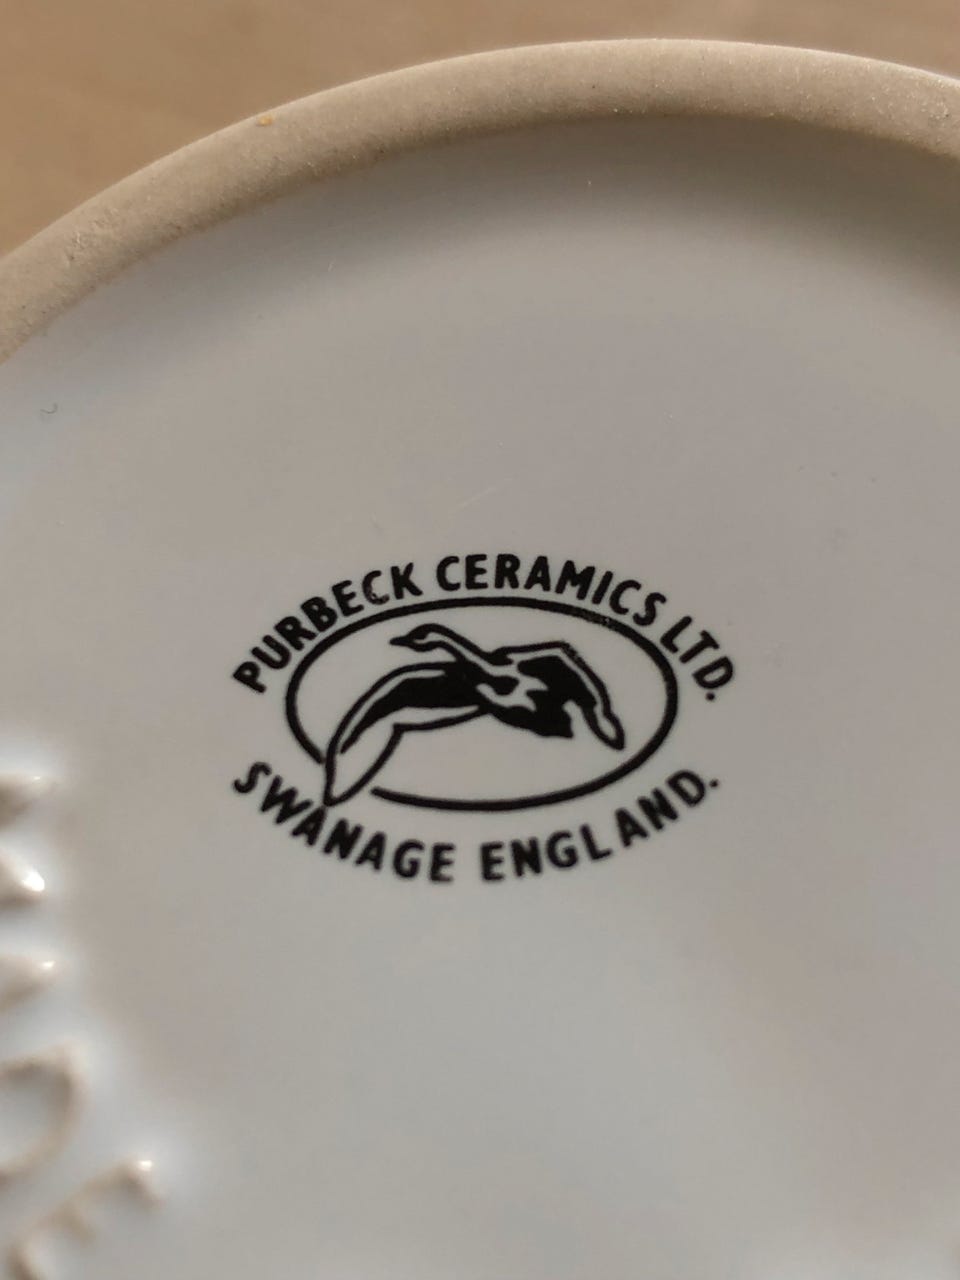 PURBECK CERAMICS LTD.
SWANAGE ENGLAND.